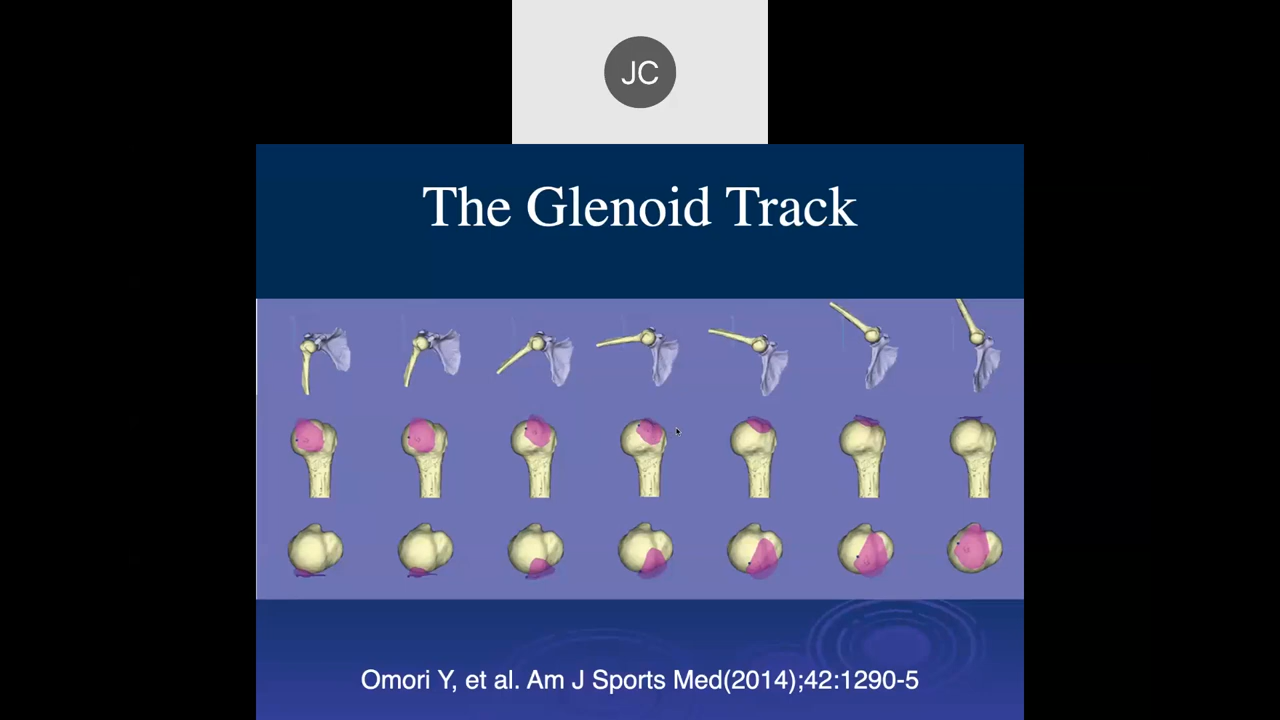 JC
The Glenoid Track
Omori Y, et al. Am J Sports Med(2014);42:1290-5